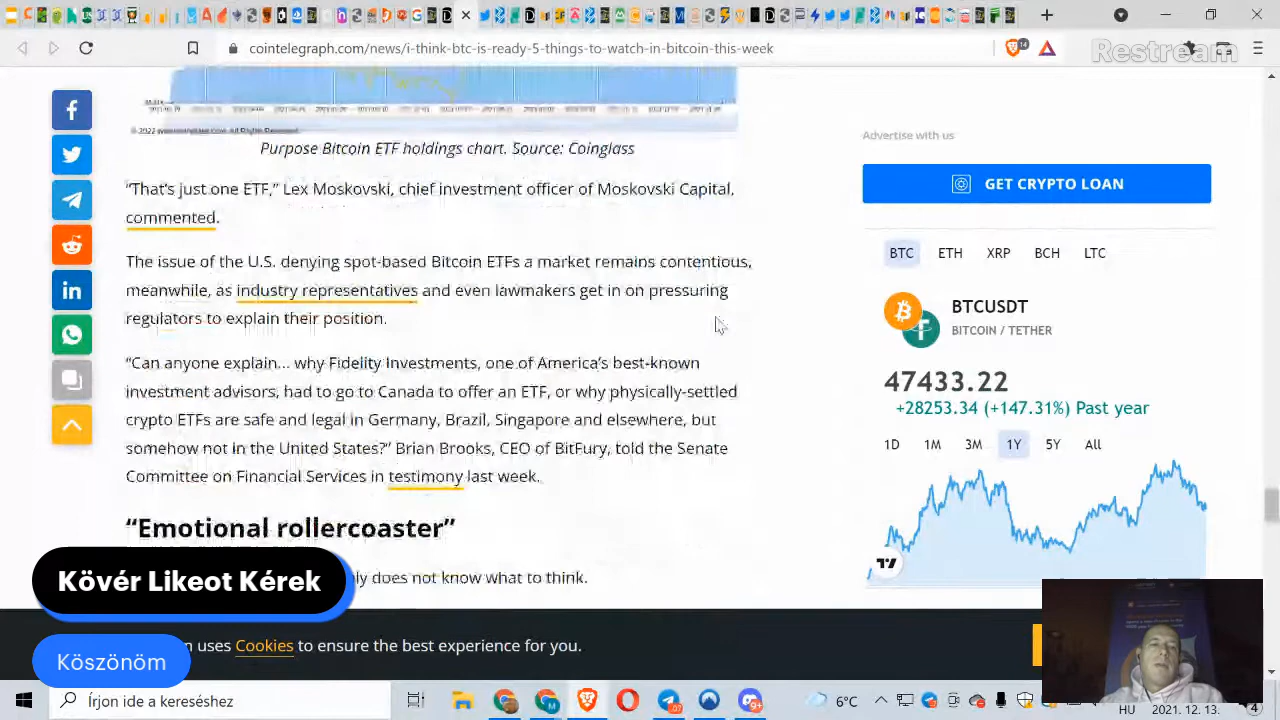 cointelegraph.com/news/i-think-btc-is-ready-5-things-to-watch-in-bitcoin-this-week
14
Restream
Purpose Bitcoin ETF holdings chart. Source: Coinglass
“That’s just one ETF,” Lex Moskovski, chief investment officer of Moskovski Capital,
commented.
The issue of the U.S. denying spot-based Bitcoin ETFs a market remains contentious,
meanwhile, as industry representatives and even lawmakers get in on pressuring
regulators to explain their position.
“Can anyone explain… why Fidelity Investments, one of America’s best-known
investment advisors, had to go to Canada to offer an ETF, or why physically-settled
crypto ETFs are safe and legal in Germany, Brazil, Singapore and elsewhere, but
somehow not in the United States?” Brian Brooks, CEO of BitFury, told the Senate
Committee on Financial Services in testimony last week.
“Emotional rollercoaster”
ly does not know what to think.
Advertise with us
GET CRYPTO LOAN
BTC ETH XRP BCH LTC
BTCUSDT
BITCOIN / TETHER
47433.22
+28253.34 (+147.31%) Past year
1D 1M 3M 1Y 5Y All
Kövér Likeot Kérek
n uses Cookies to ensure the best experience for you.
Köszönöm
Írjon ide a kereséshez
6°C
HU
2021. 12. 13.